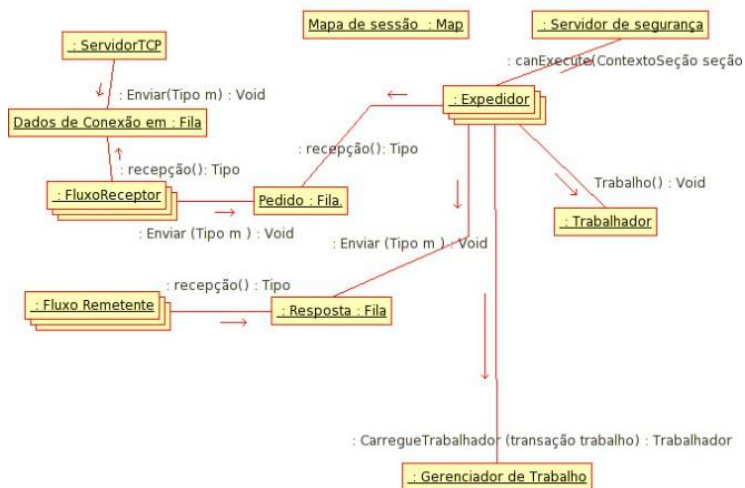 Mapa de sessão : Map
: Servidor de segurança
: ServidorTCP
: canExecute(ContextoSeção seção
: Enviar(Tipo m) : Void
: Expedidor
Dados de Conexão em : Fila
: recepção(): Tipo
: recepção(): Tipo
Trabalho() : Void
: FluxoReceptor
Pedido : Fila.
: Trabalhador
: Enviar (Tipo m ) : Void
: Enviar (Tipo m ) : Void
: recepção() : Tipo
: Fluxo Remetente
: Resposta : Fila
: CarregueTrabalhador (transação trabalho) : Trabalhador
: Gerenciador de Trabalho